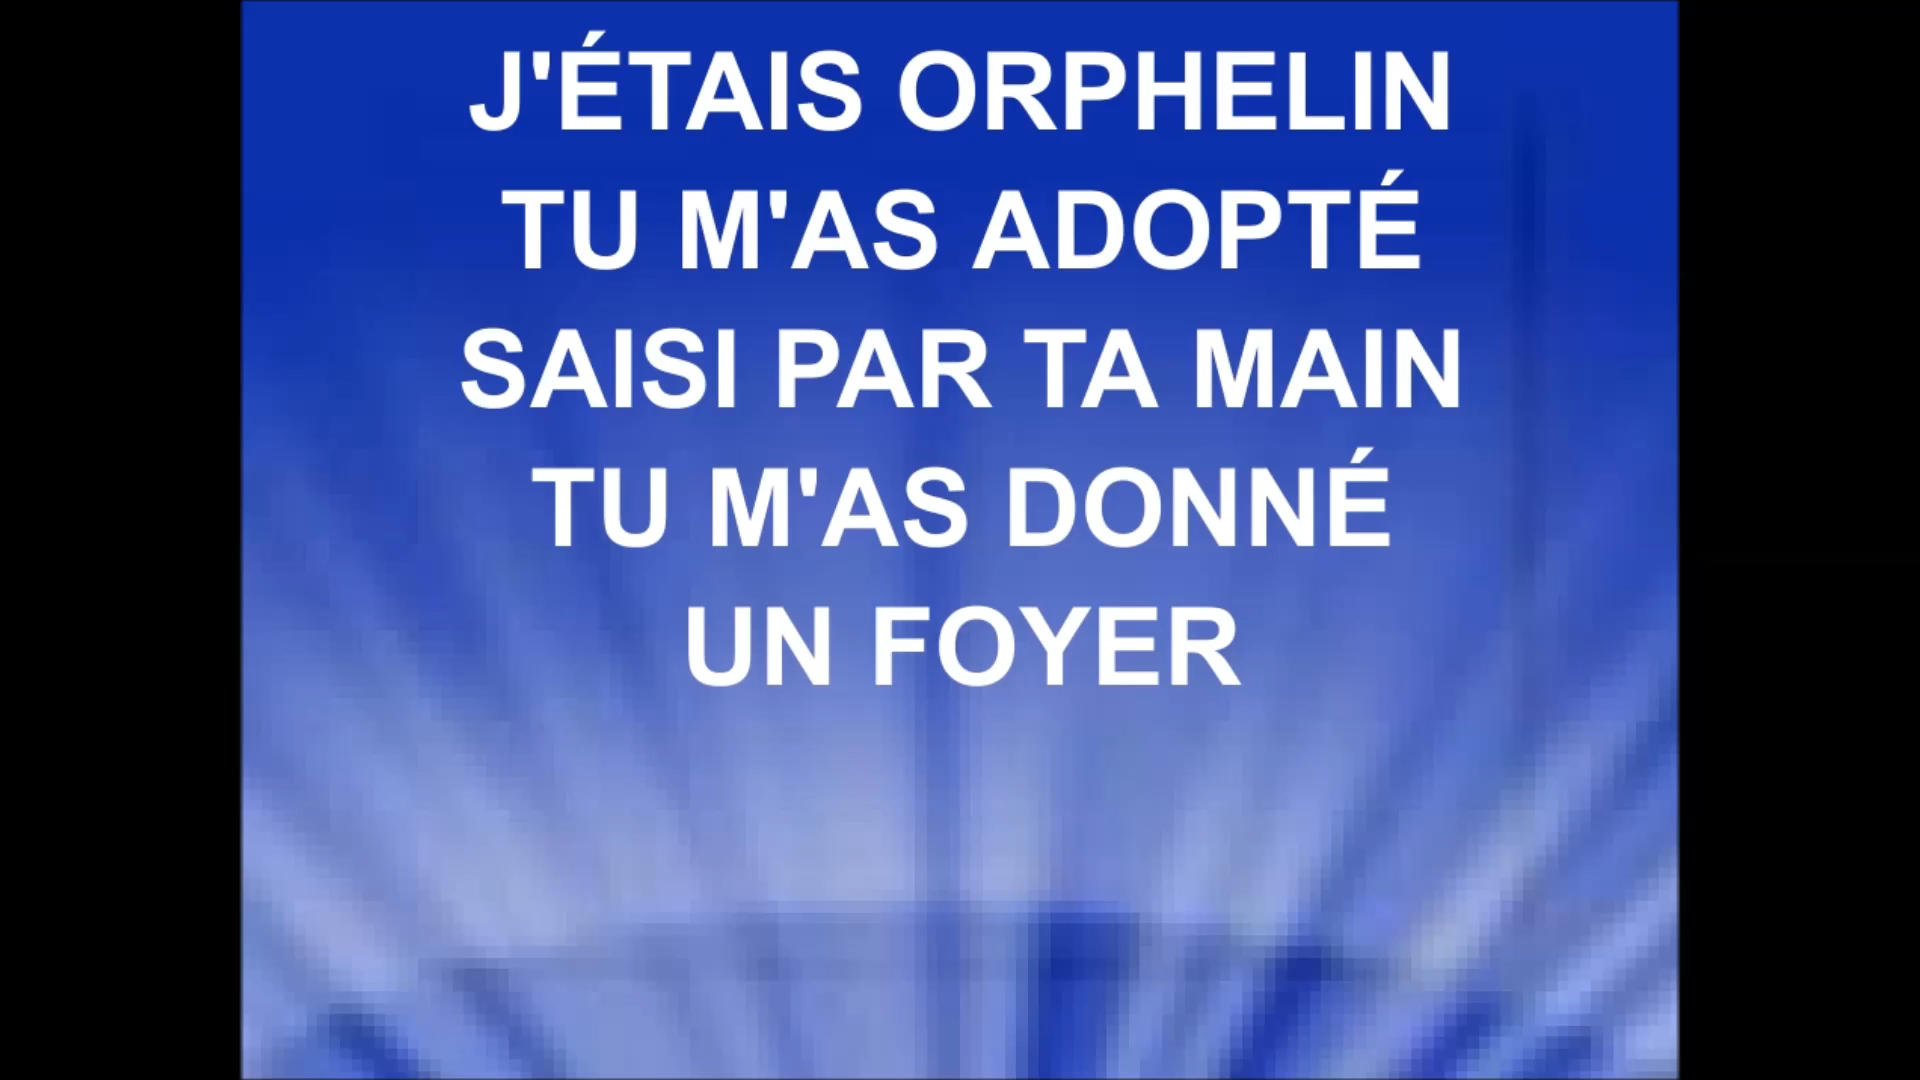 J'ÉTAIS ORPHELIN
TU M'AS ADOPTÉ
SAISI PAR TA MAIN
TU M'AS DONNÉ
UN FOYER